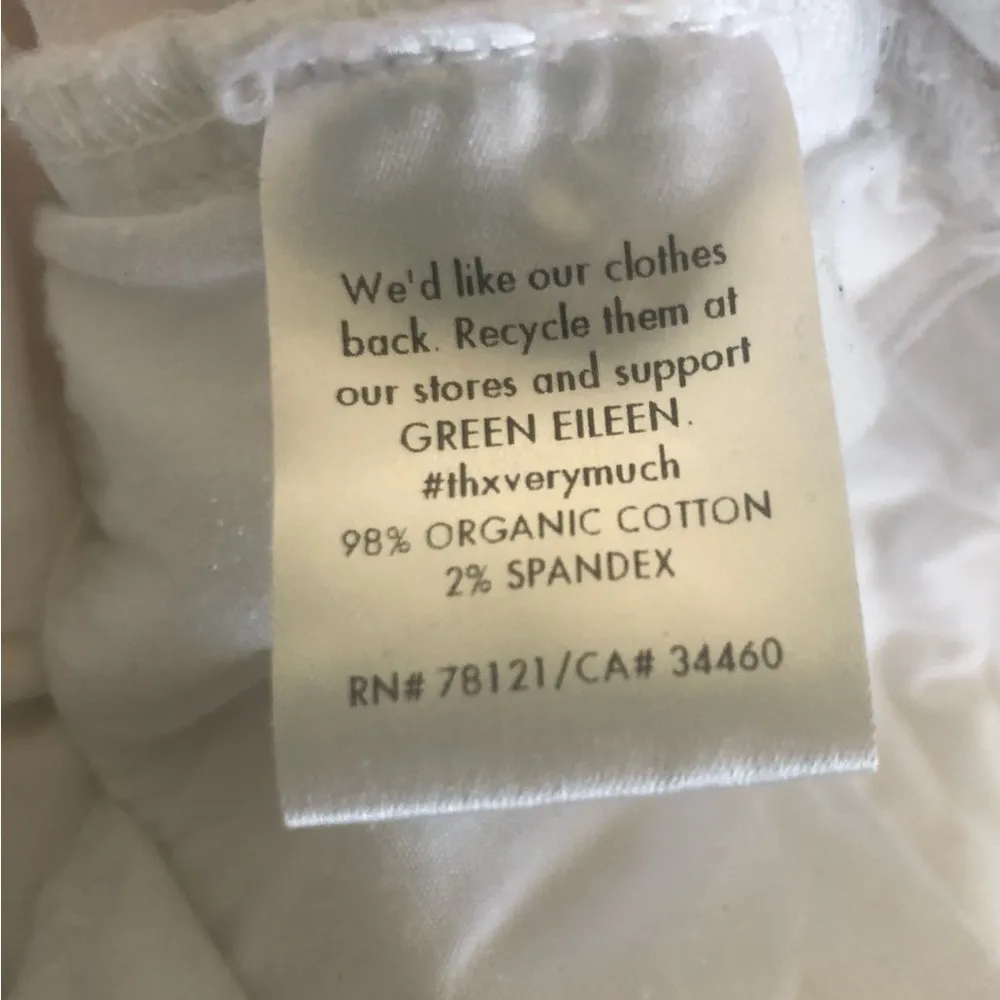 We'd like our clothes
back. Recycle them at
our stores and support
GREEN EILEEN.
#thxverymuch
98% ORGANIC COTTON
2% SPANDEX
RN# 78121/CA# 34460